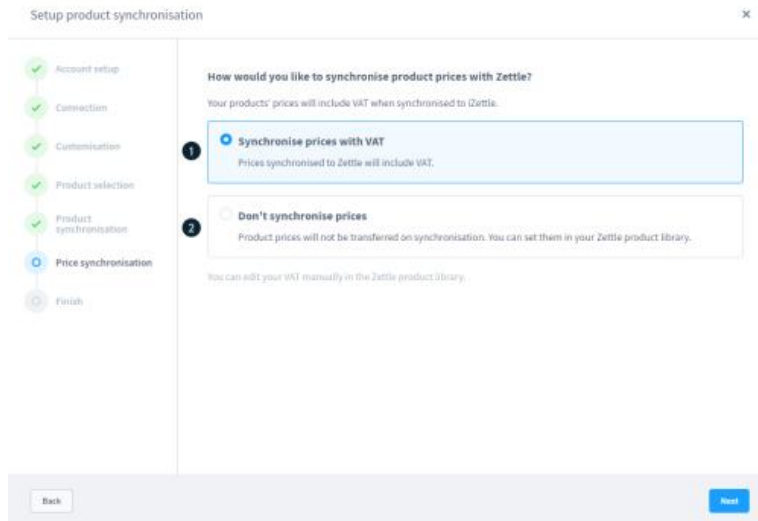 Setup product synchronisation
×
Account setup
Connection
Customisation
Product selection
Product
synchronisation
Price synchronisation
Finish
How would you like to synchronise product prices with Zettle?
Your products' prices will include VAT when synchronised to iZettle.
1
Synchronise prices with VAT
Prices synchronised to Zettle will include VAT.
2
Don't synchronise prices
Product prices will not be transferred on synchronisation. You can set them in your Zettle product library.
You can edit your VAT manually in the Zettle product library.
Back
Next